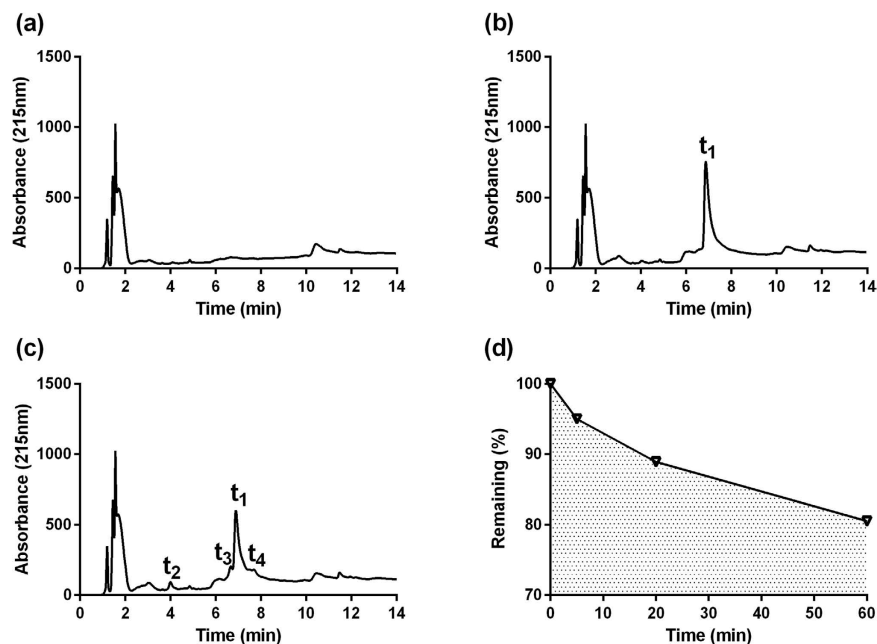 (a)
1500
1000
500
0
Absorbance (215nm)
0 2 4 6 8 10 12 14
Time (min)
(b)
1500
1000
500
0
Absorbance (215nm)
t1
0 2 4 6 8 10 12 14
Time (min)
(c)
1500
1000
500
0
Absorbance (215nm)
t1
t3 t4
t2
0 2 4 6 8 10 12 14
Time (min)
(d)
100
90
80
70
Remaining (%)
0 10 20 30 40 50 60
Time (min)